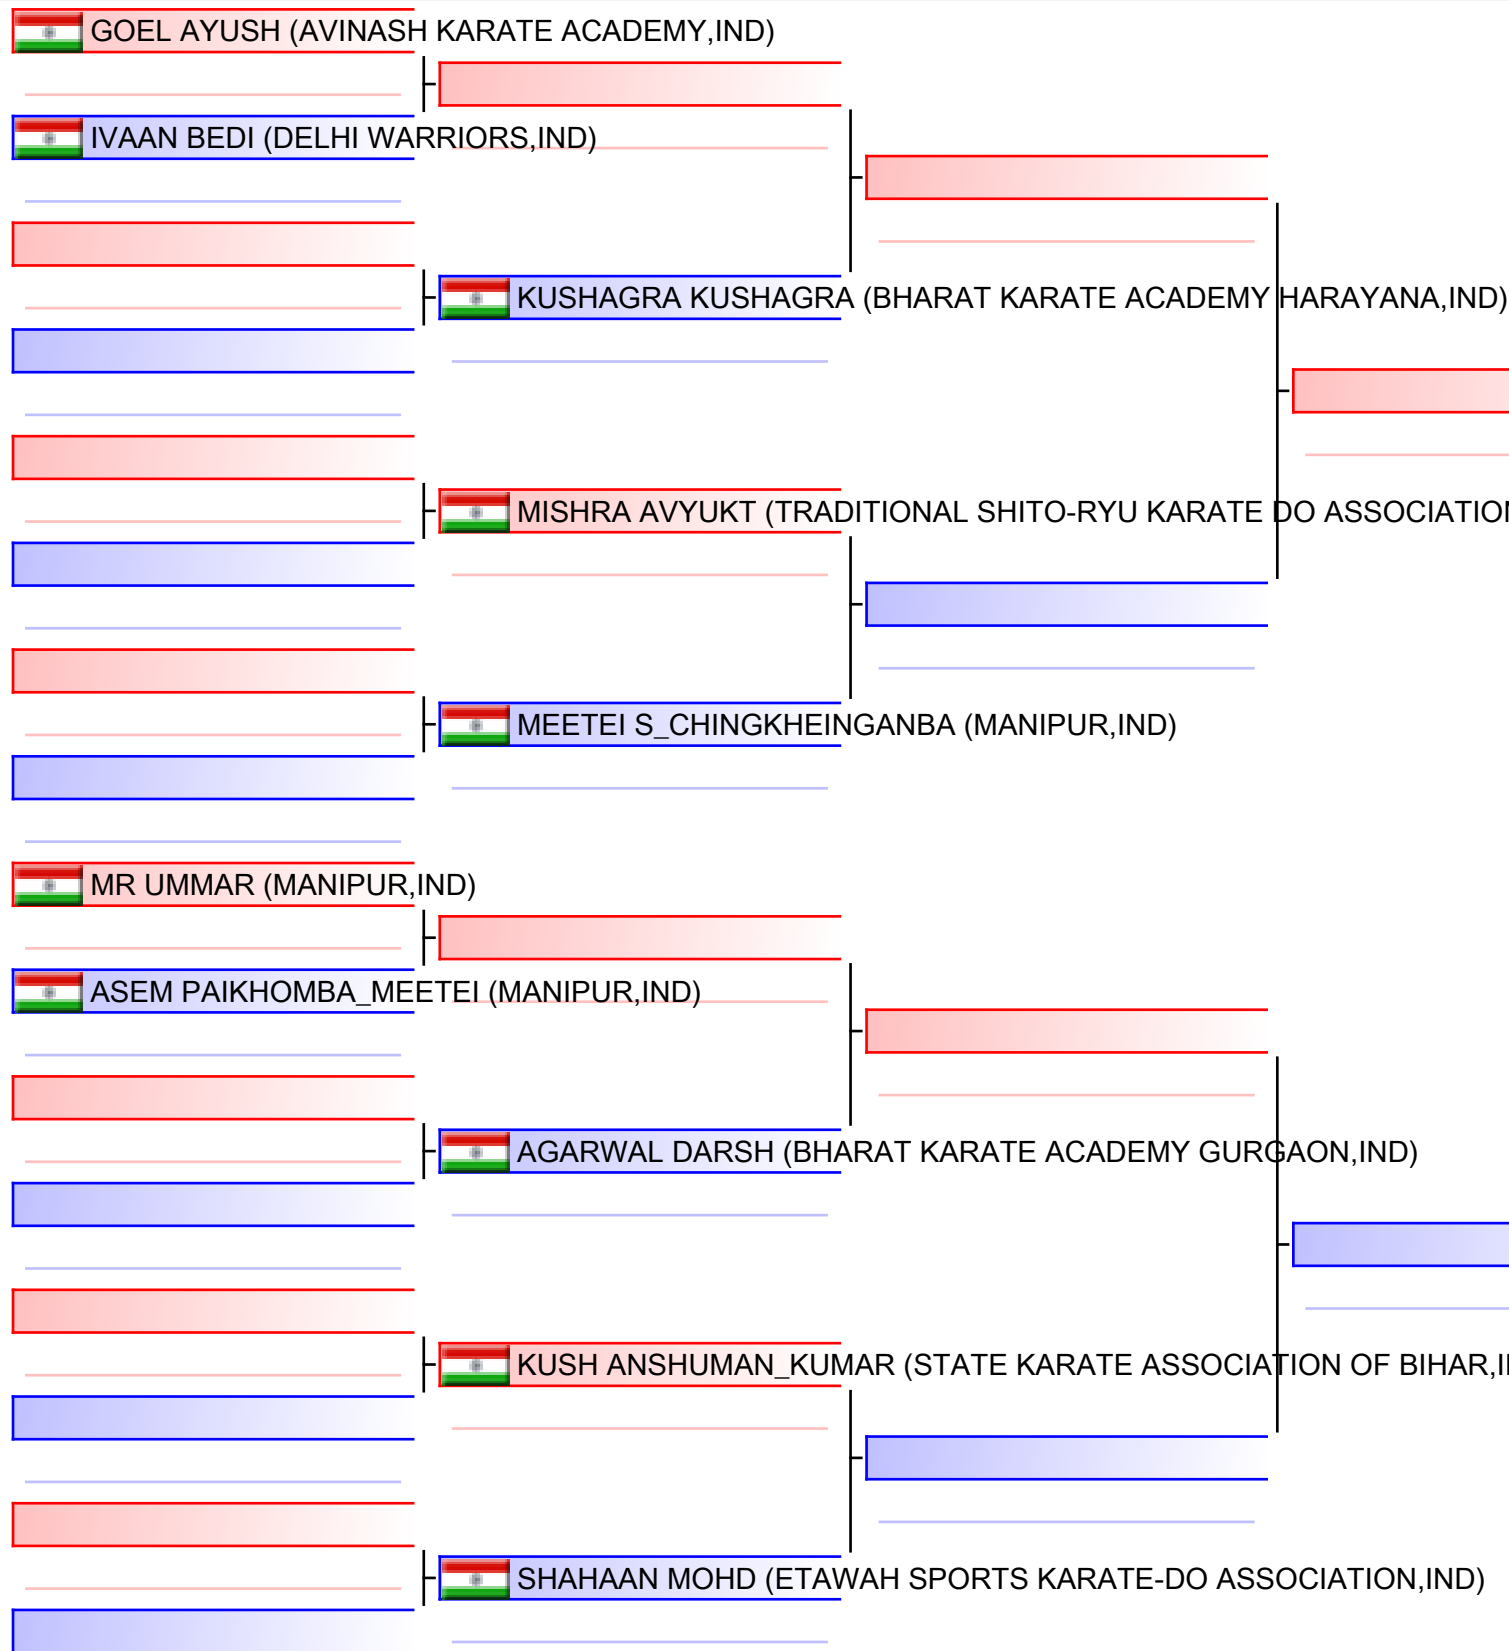 GOEL AYUSH (AVINASH KARATE ACADEMY,IND)
IVAAN BEDI (DELHI WARRIORS,IND)
KUSHAGRA KUSHAGRA (BHARAT KARATE ACADEMY HARAYANA,IND)
MISHRA AVYUKT (TRADITIONAL SHITO-RYU KARATE DO ASSOCIATION
MEETEI S_CHINGKHEINGANBA (MANIPUR,IND)
MR UMMAR (MANIPUR,IND)
ASEM PAIKHOMBA_MEETEI (MANIPUR,IND)
AGARWAL DARSH (BHARAT KARATE ACADEMY GURGAON,IND)
KUSH ANSHUMAN_KUMAR (STATE KARATE ASSOCIATION OF BIHAR,
SHAHAAN MOHD (ETAWAH SPORTS KARATE-DO ASSOCIATION,IND)